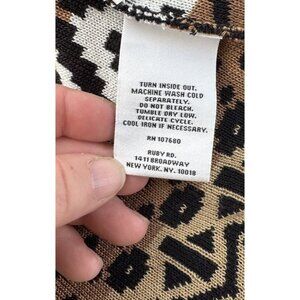 TURN INSIDE OUT.
MACHINE WASH COLD
SEPARATELY.
DO NOT BLEACH.
TUMBLE DRY LOW.
DELICATE CYCLE.
COOL IRON IF NECESSARY.
RN 107680
RUBY RD.
1411 BROADWAY
NEW YORK, NY. 10018